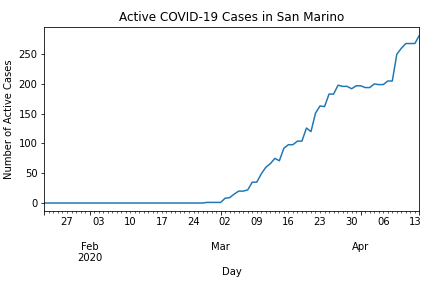 Active COVID-19 Cases in San Marino
Number of Active Cases
250
200
150
100
50
0
27 03 10 17 24 02 09 16 23 30 06 13
Feb Mar Apr
2020
Day